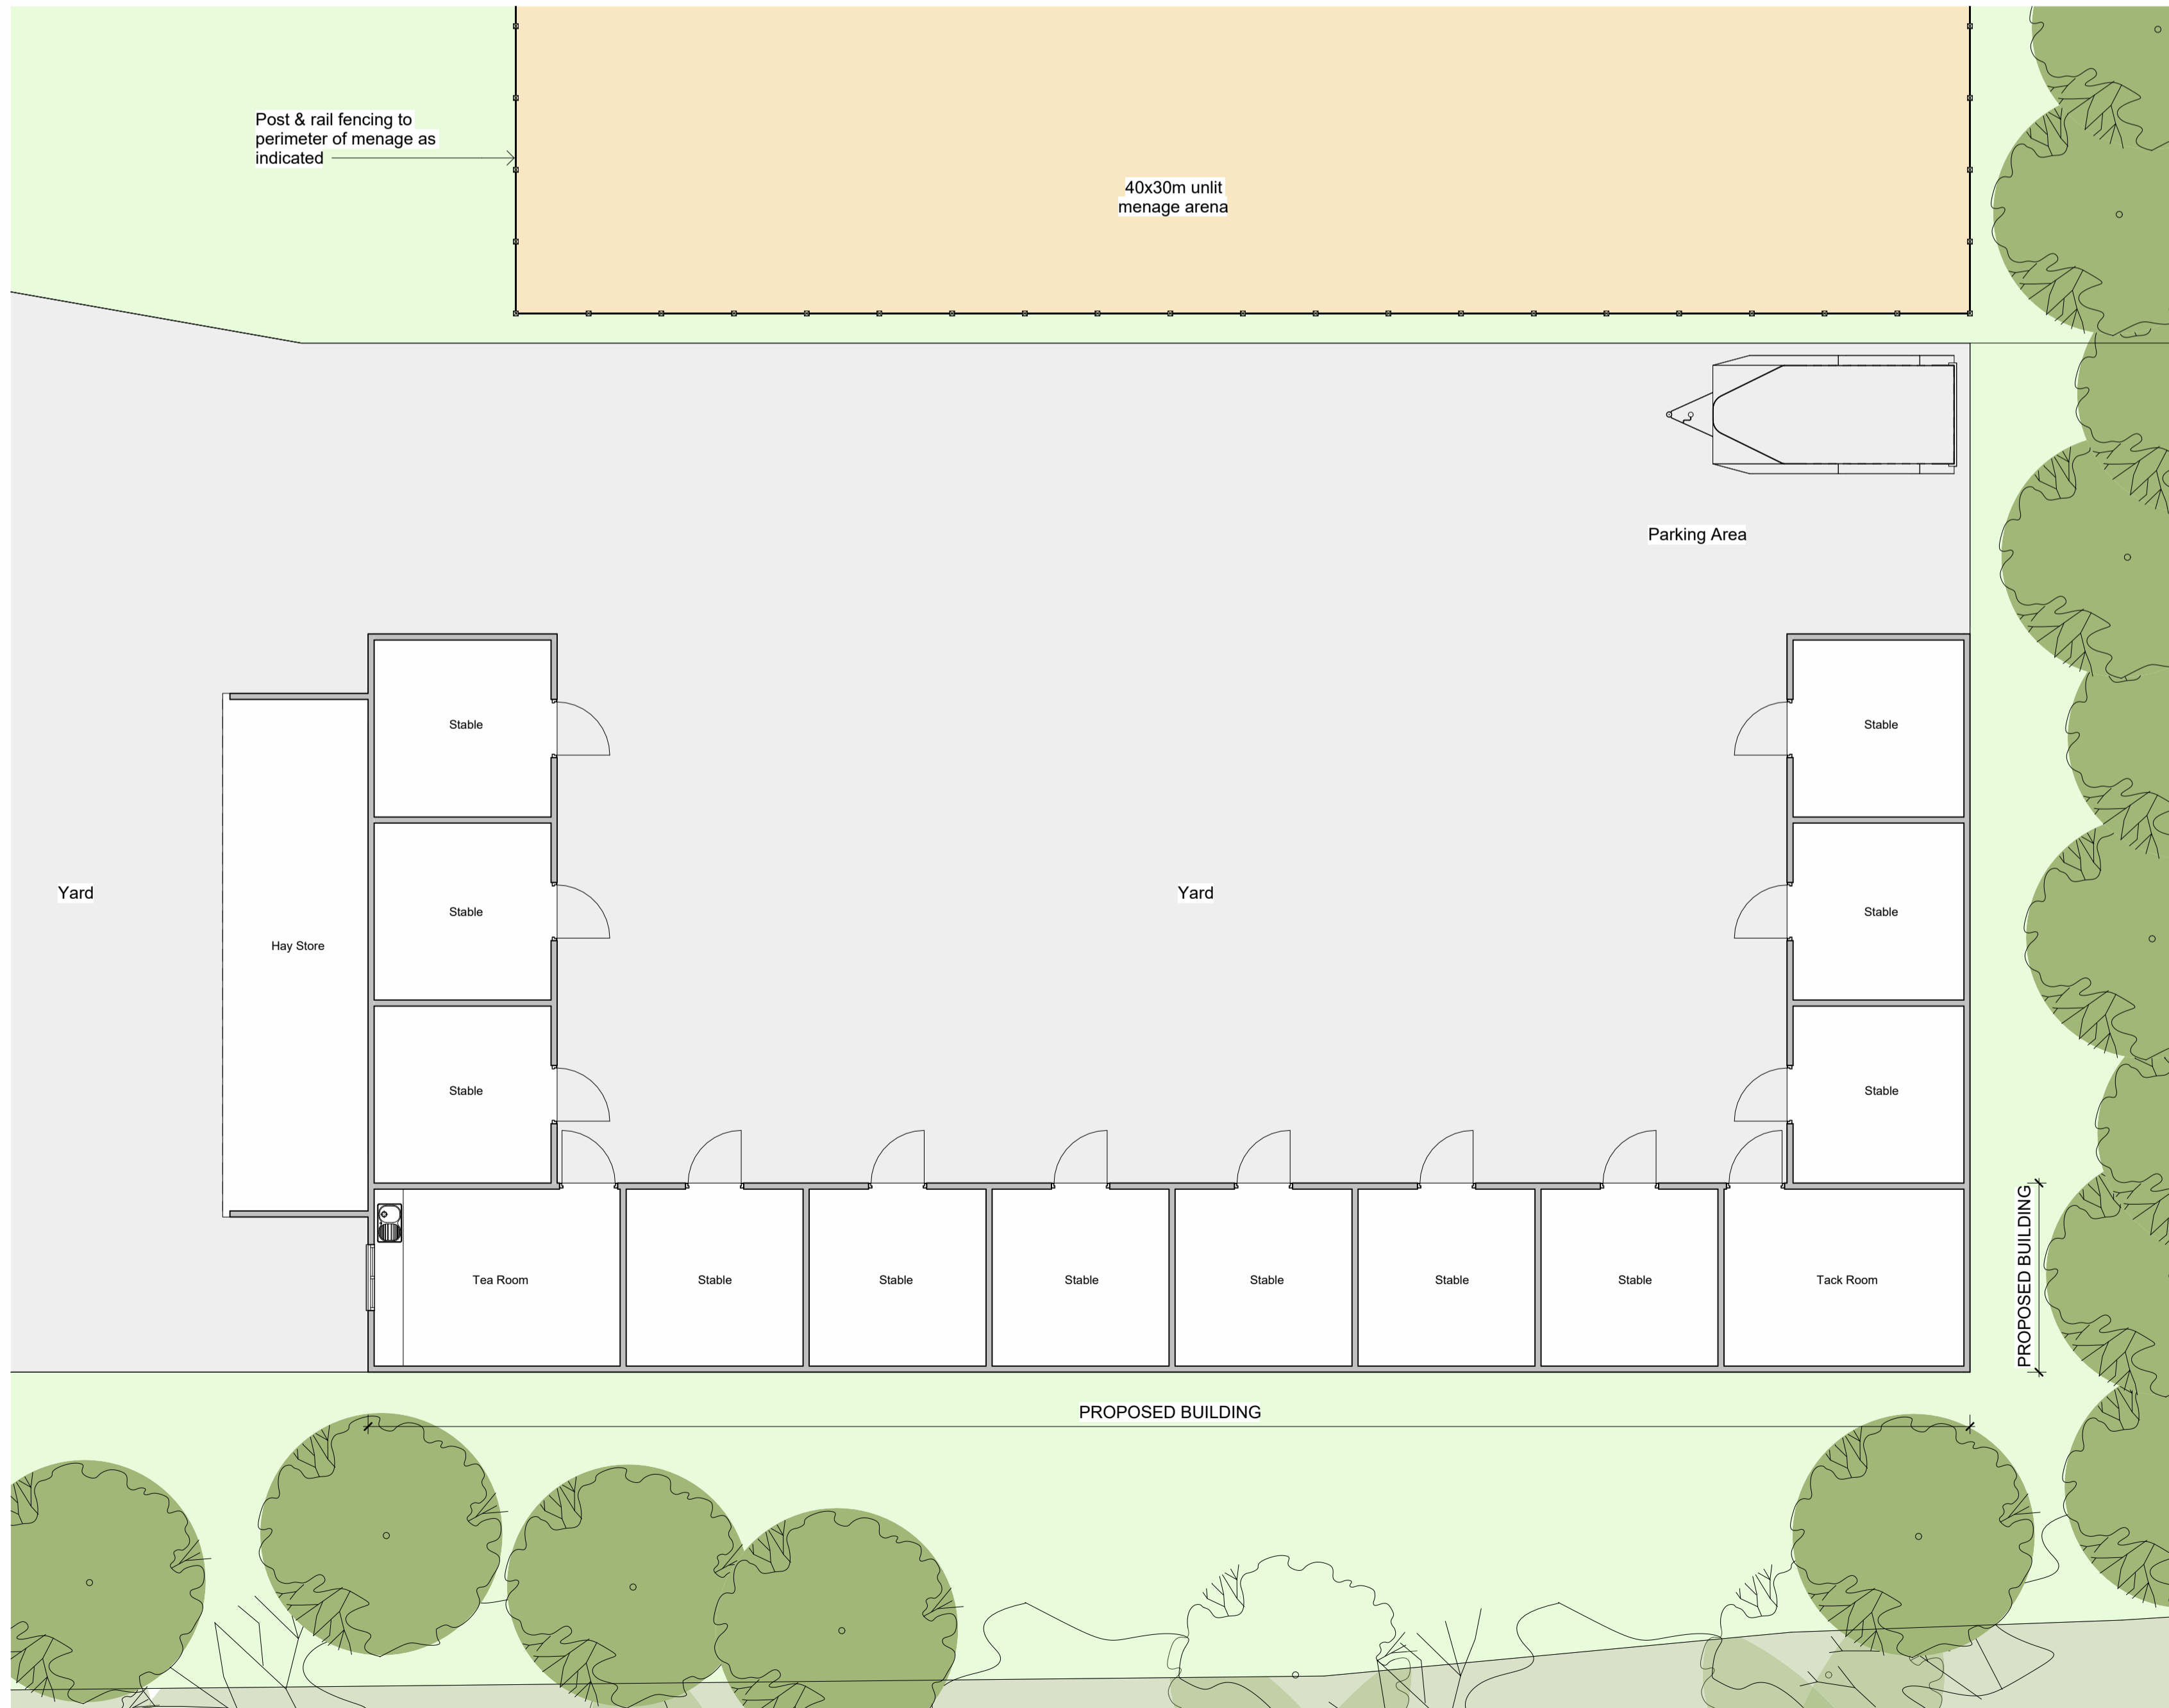 Post & rail fencing to
perimeter of menage as
indicated
40x30m unlit
menage arena
Parking Area
Stable
Stable
Stable
Stable
Yard
Yard
Hay Store
Stable
Stable
Tea Room
Stable
Stable
Stable
Stable
Stable
Stable
Tack Room
PROPOSED BUILDING
PROPOSED BUILDING